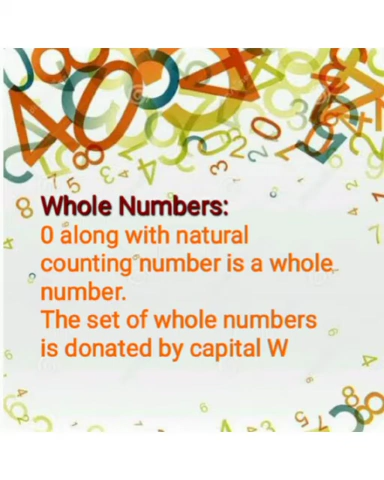 Whole Numbers:
0 along with natural
counting number is a whole
number.
The set of whole numbers
is donated by capital W